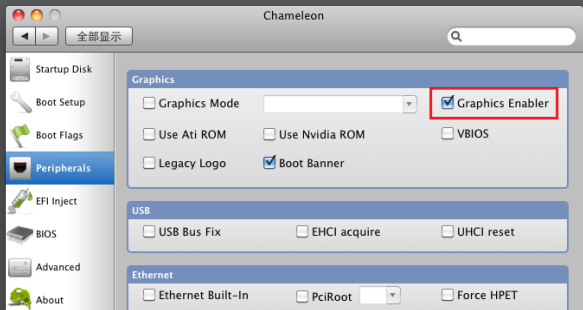 Chameleon
全部显示
Startup Disk
Boot Setup
Boot Flags
Peripherals
EFI Inject
BIOS
Advanced
About
Graphics
Graphics Mode
Graphics Enabler
Use Ati ROM
Use Nvidia ROM
VBIOS
Legacy Logo
Boot Banner
USB
USB Bus Fix
EHCI acquire
UHCI reset
Ethernet
Ethernet Built-In
PciRoot
Force HPET